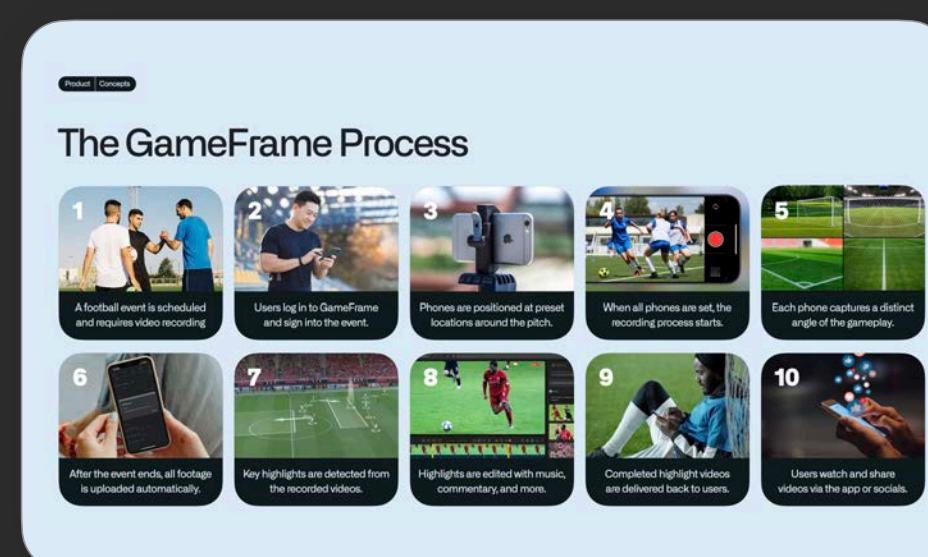 Product Concepts
The GameFrame Process
1
A football event is scheduled
and requires video recording
2
Users log in to GameFrame
and sign into the event.
3
Phones are positioned at preset
locations around the pitch.
4
When all phones are set, the
recording process starts.
5
Each phone captures a distinct
angle of the gameplay.
6
After the event ends, all footage
is uploaded automatically.
7
Key highlights are detected from
the recorded videos.
8
Highlights are edited with music,
commentary, and more.
9
Completed highlight videos
are delivered back to users.
10
Users watch and share
videos via the app or socials.